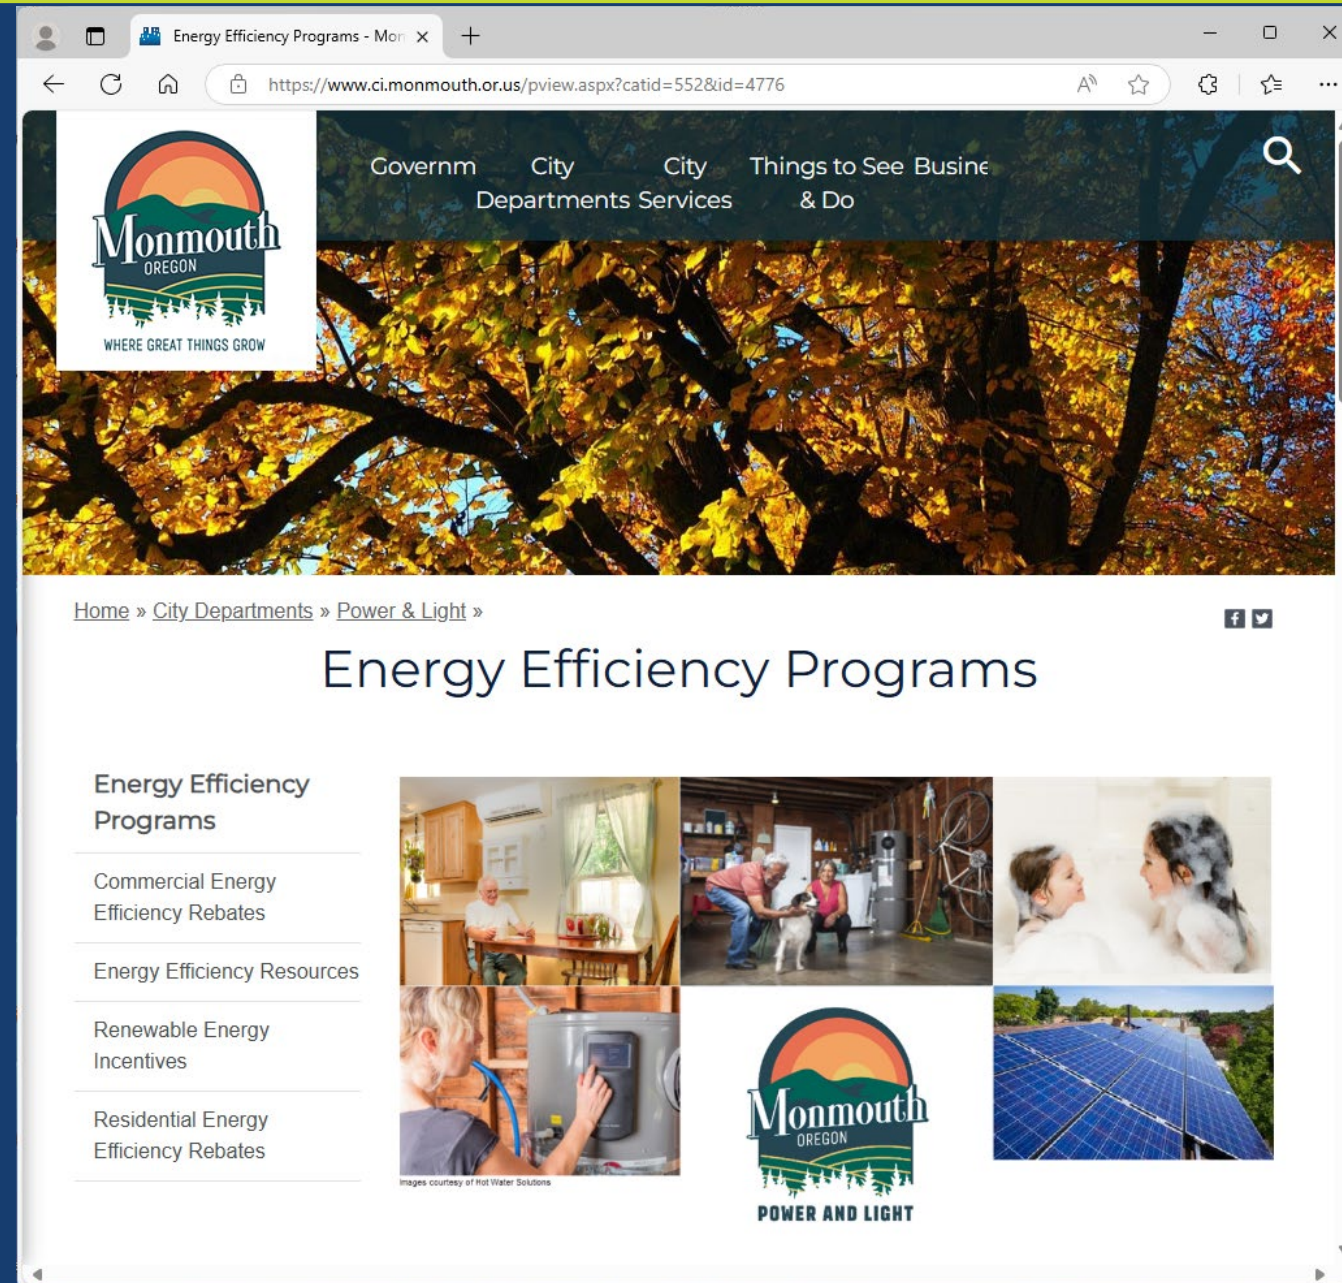 Energy Efficiency Programs - Mon
https://www.ci.monmouth.or.us/pview.aspx?catid=552&id=4776
Monmouth
OREGON
WHERE GREAT THINGS GROW
Governm City City Things to See Busine
Departments Services & Do
Home » City Departments » Power & Light »
Energy Efficiency Programs
Energy Efficiency
Programs
Commercial Energy
Efficiency Rebates
Energy Efficiency Resources
Renewable Energy
Incentives
Residential Energy
Efficiency Rebates
Images courtesy of Hot Water Solutions
Monmouth
OREGON
POWER AND LIGHT